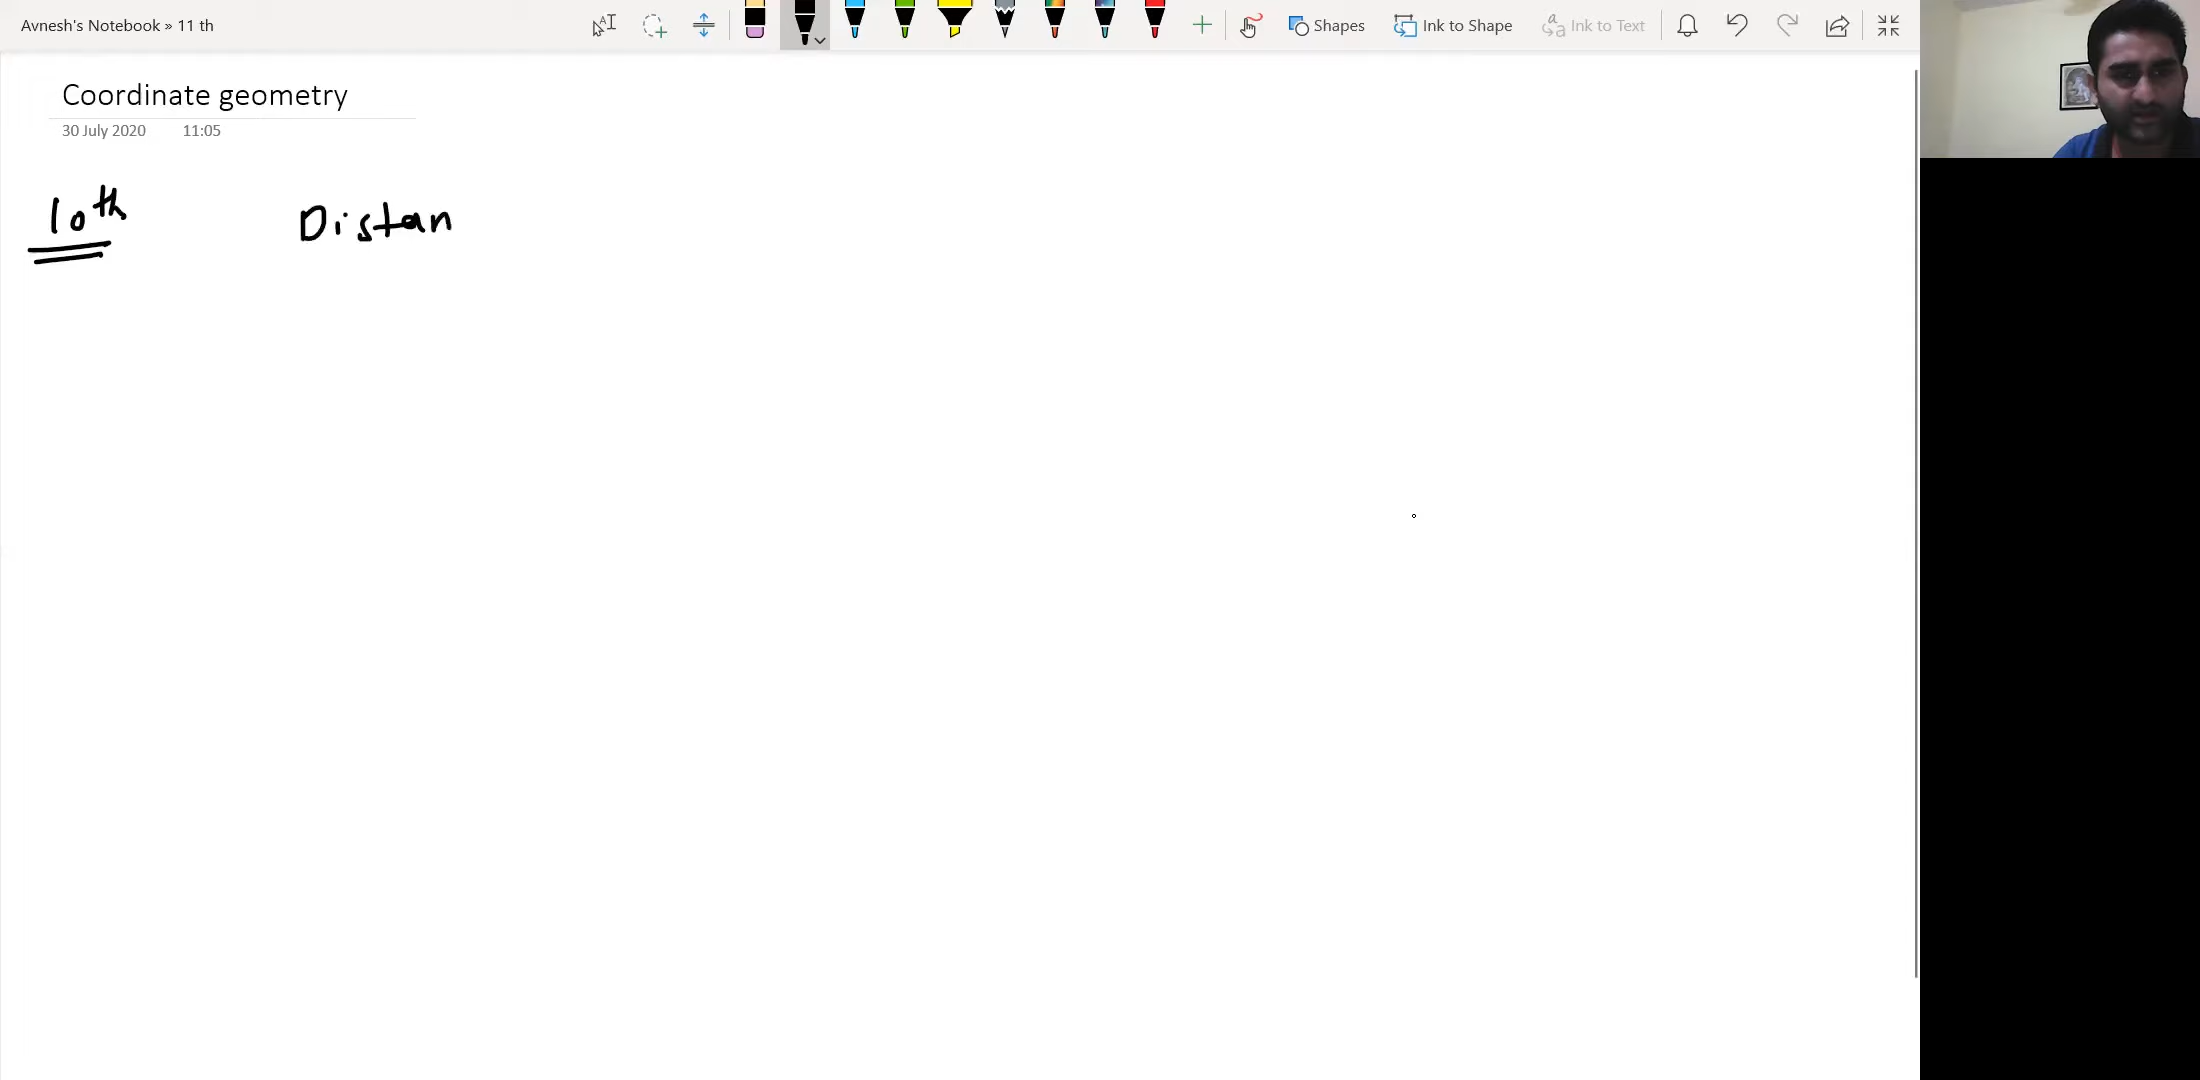 Avnesh's Notebook » 11 th
Shapes
Ink to Shape
Ink to Text
Coordinate geometry
30 July 2020 11:05
10th Distan